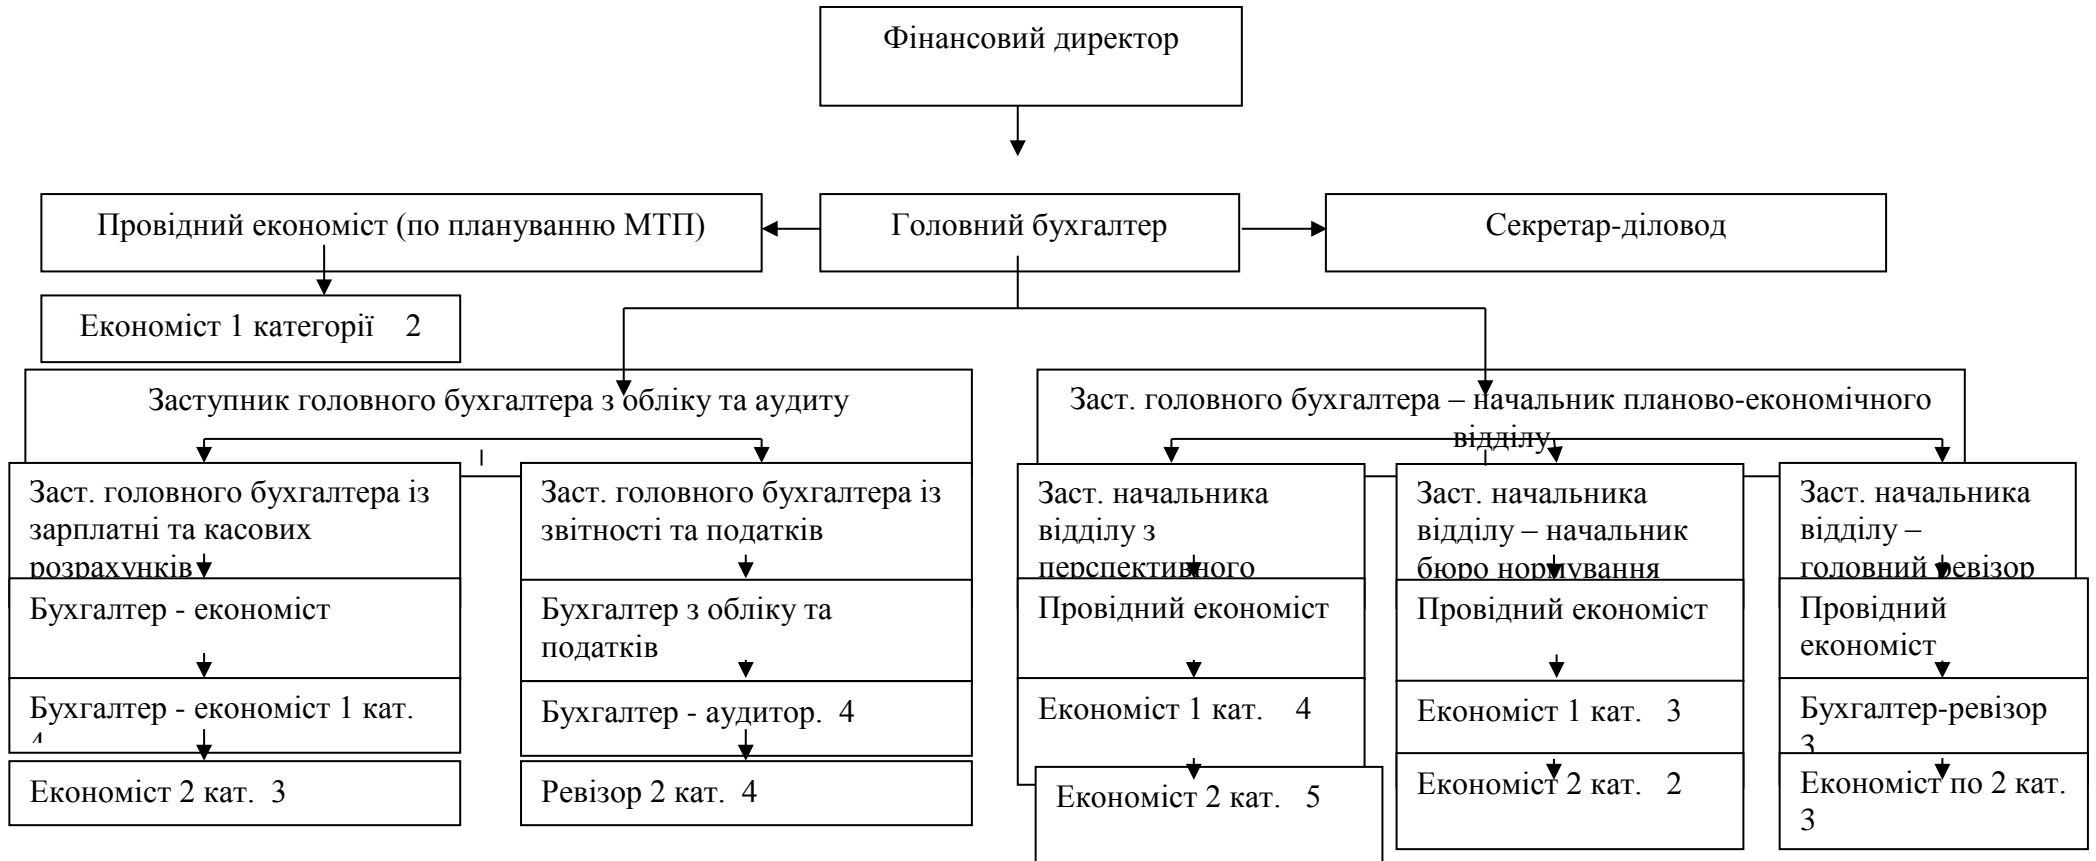 Фінансовий директор
Провідний економіст (по плануванню МТП)
Головний бухгалтер
Секретар-діловод
Економіст 1 категорії 2
Заступник головного бухгалтера з обліку та аудиту
Заст. головного бухгалтера – начальник планово-економічного
відділу
Заст. головного бухгалтера із
зарплатні та касових
розрахунків
Заст. головного бухгалтера із
звітності та податків
Заст. начальника
відділу з
перспективного
Заст. начальника
відділу – начальник
бюро нормування
Заст. начальника
відділу –
головний ревізор
Бухгалтер - економіст
Бухгалтер з обліку та
податків
Провідний економіст
Провідний економіст
Провідний
економіст
Бухгалтер - економіст 1 кат.
4
Бухгалтер - аудитор. 4
Економіст 1 кат. 4
Економіст 1 кат. 3
Бухгалтер-ревізор
3
Економіст 2 кат. 3
Ревізор 2 кат. 4
Економіст 2 кат. 5
Економіст 2 кат. 2
Економіст по 2 кат.
3